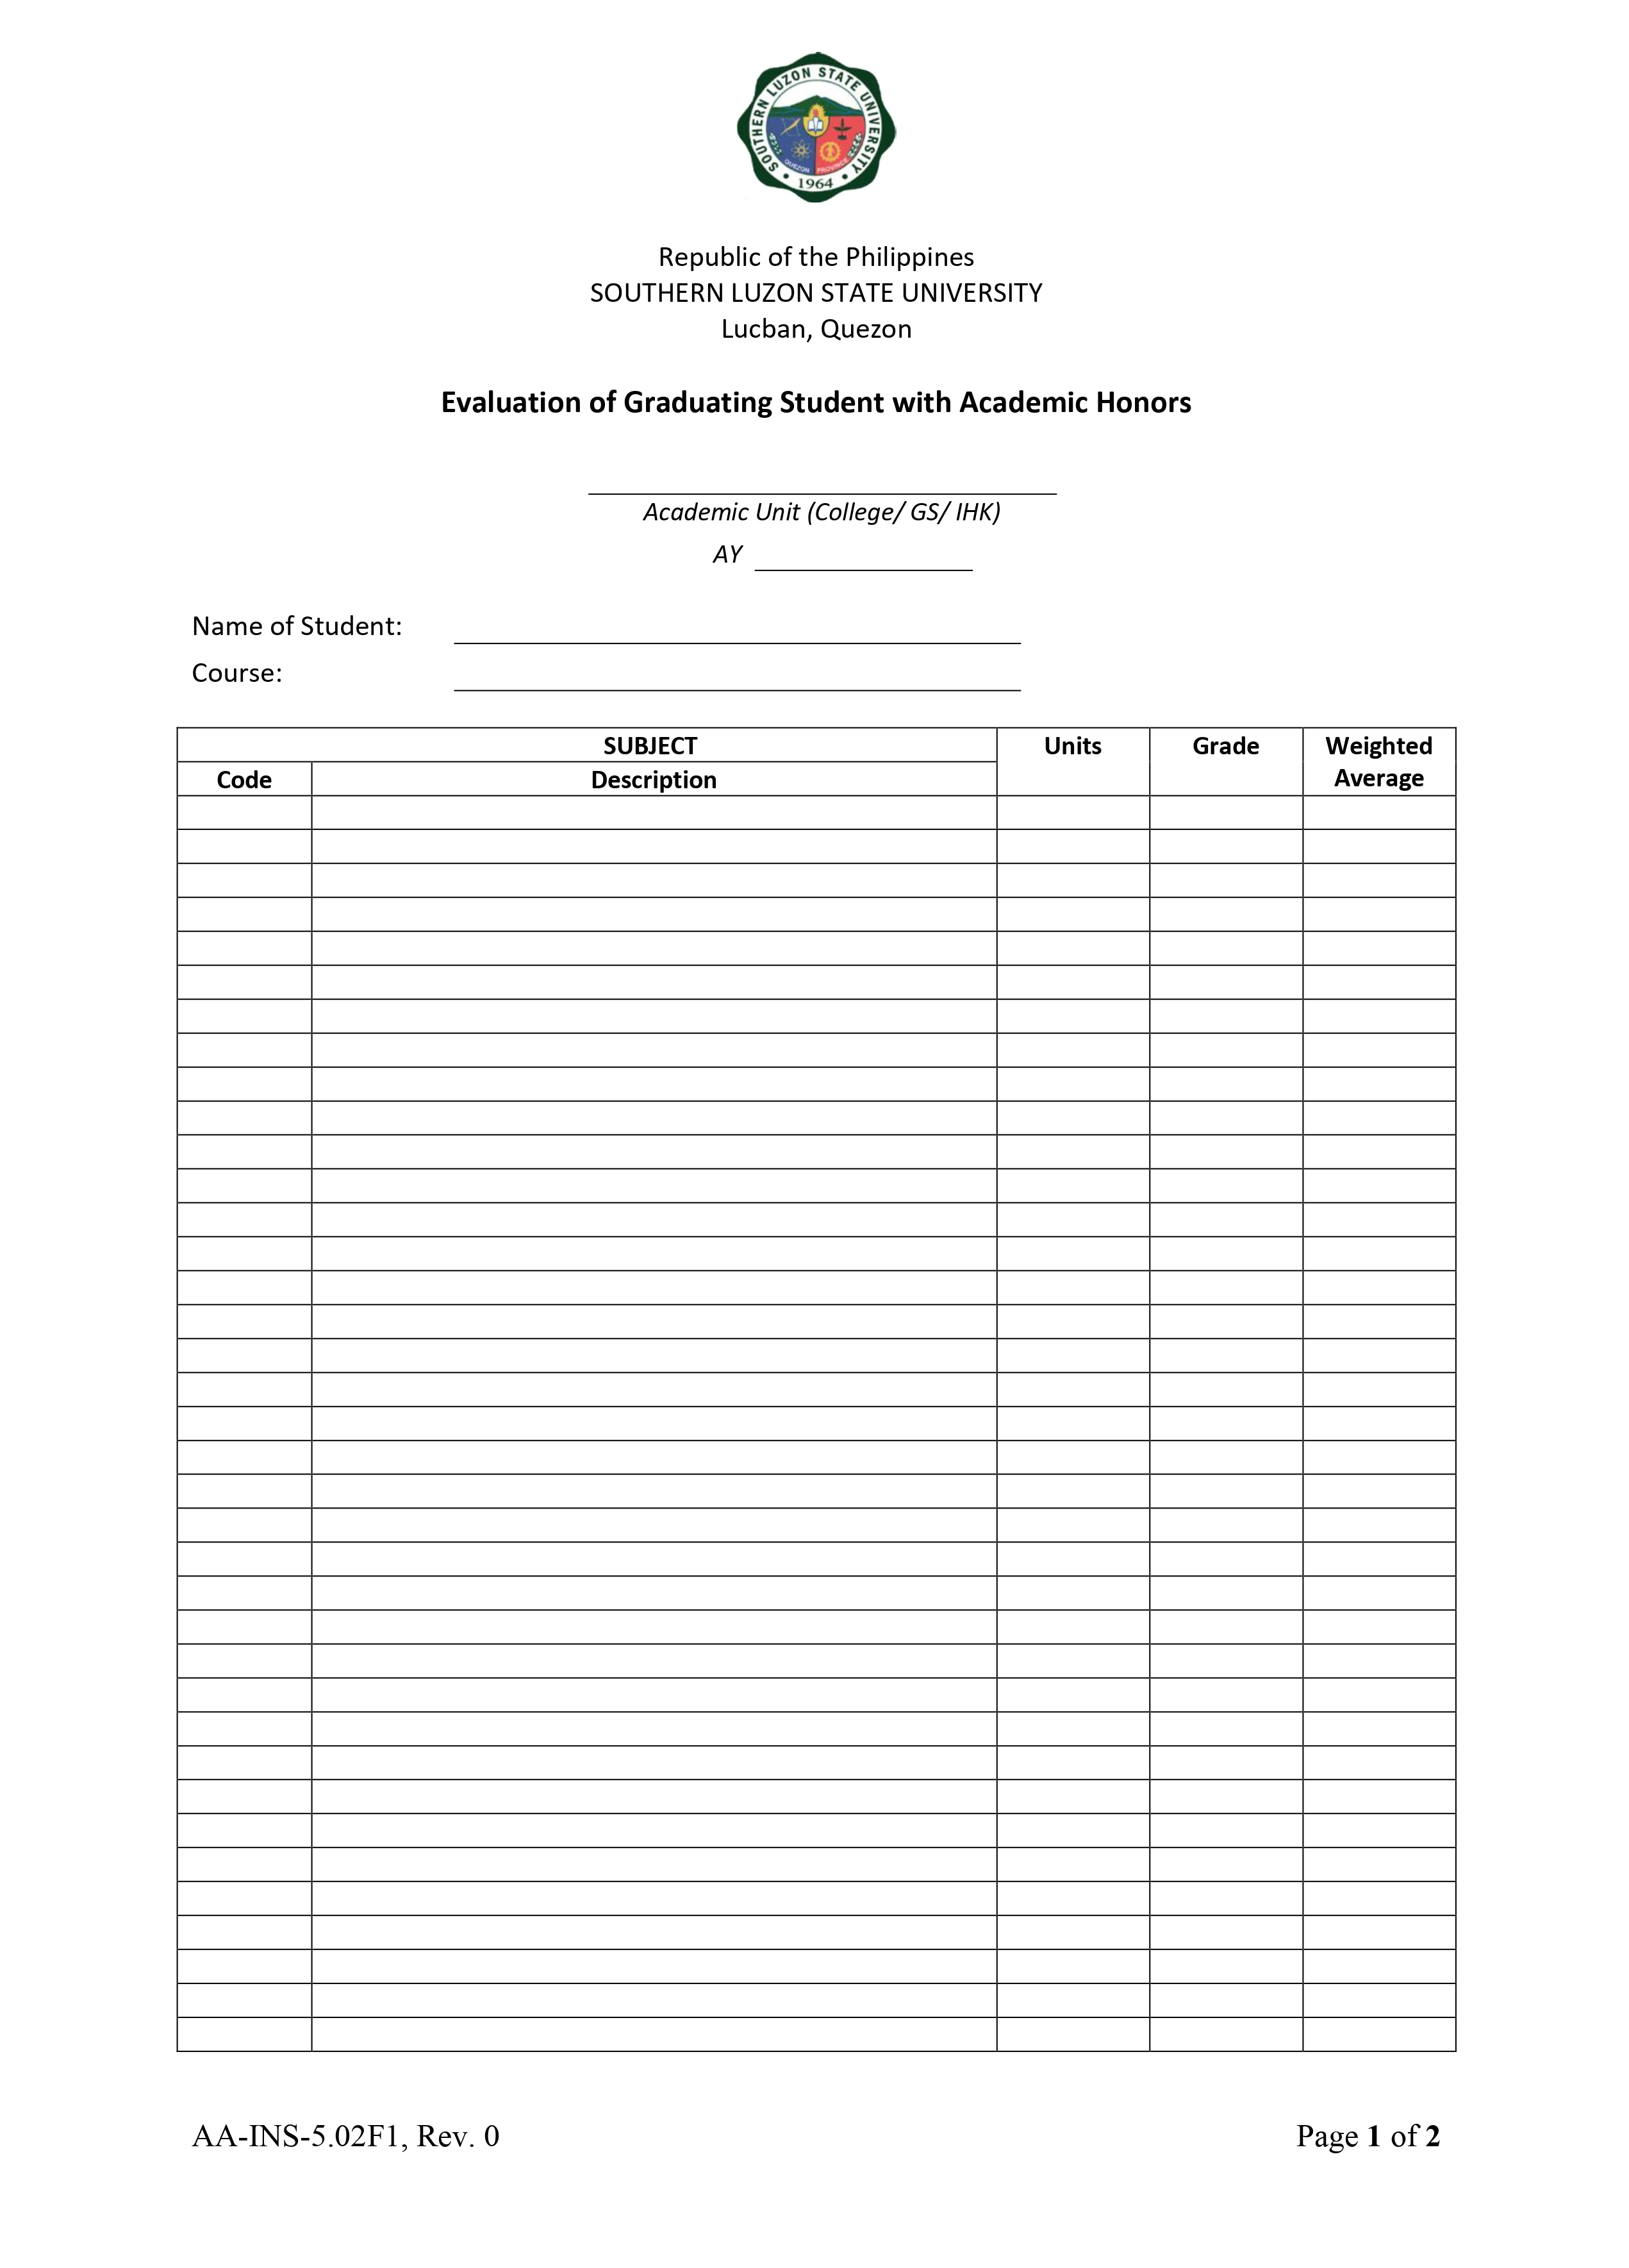 SOUTHERN LUZON STATE UNIVERSITY
QUEZON PROVINCE
• 1964 •
Republic of the Philippines
SOUTHERN LUZON STATE UNIVERSITY
Lucban, Quezon
Evaluation of Graduating Student with Academic Honors
Academic Unit (College/ GS/ IHK)
AY
Name of Student:
Course:
SUBJECT Units Grade Weighted Average
Code Description
AA-INS-5.02F1, Rev. 0 Page 1 of 2